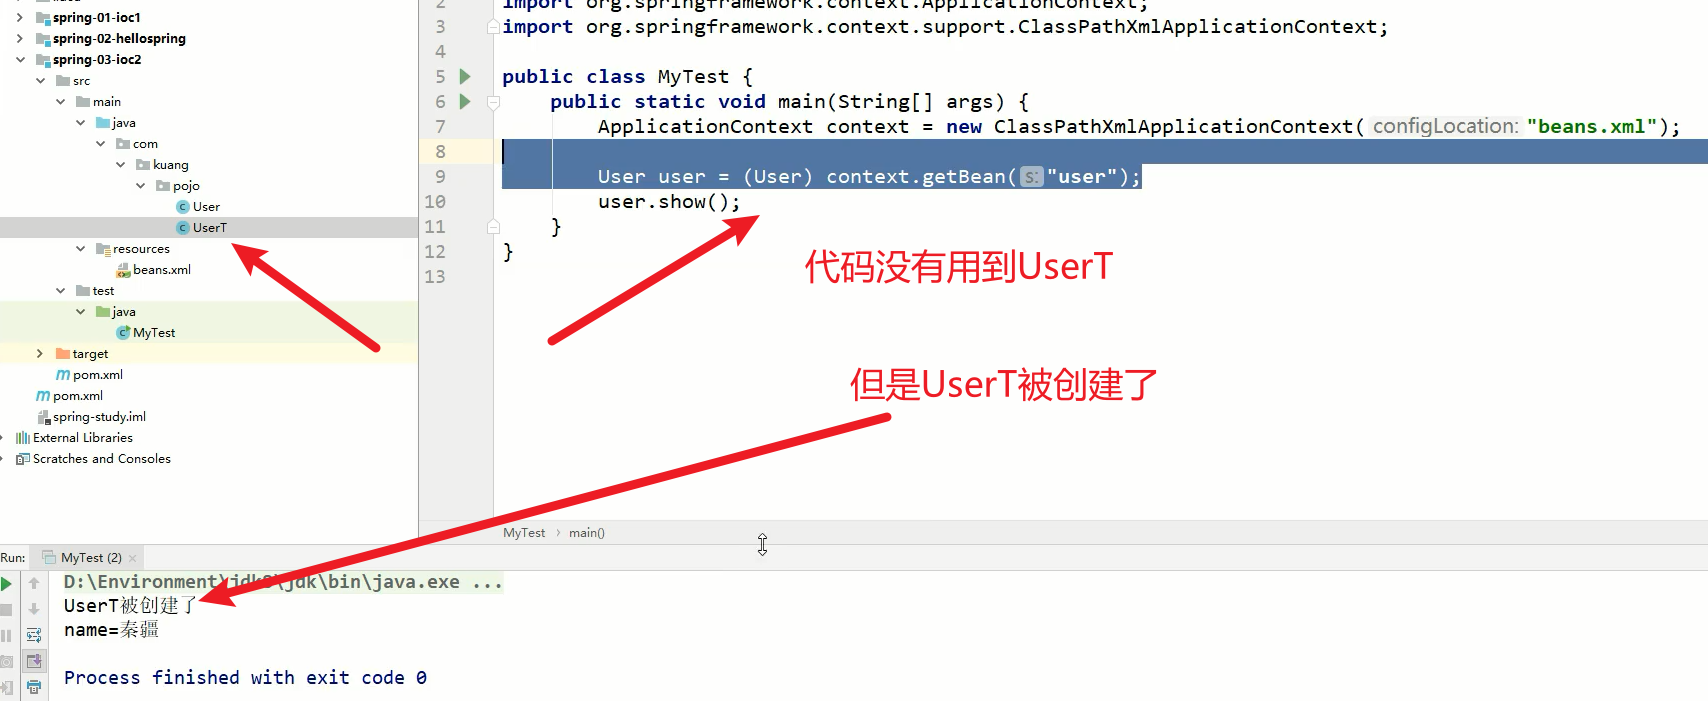 spring-01-ioc1
spring-02-hellospring
spring-03-ioc2
src
main
java
com
kuang
pojo
User
UserT
resources
beans.xml
test
java
MyTest
target
pom.xml
pom.xml
spring-study.iml
External Libraries
Scratches and Consoles
2 import org.springframework.context.ApplicationContext;
3 import org.springframework.context.support.ClassPathXmlApplicationContext;
4
5 public class MyTest {
6 public static void main(String[] args) {
7 ApplicationContext context = new ClassPathXmlApplicationContext( configLocation: "beans.xml");
8
9 User user = (User) context.getBean( s: "user");
10 user.show();
11 }
12 }
13
代码没有用到UserT
但是UserT被创建了
MyTest > main()
Run: MyTest (2) ×
D:\Environment\jdk8\jdk\bin\java.exe ...
UserT被创建了
name=秦疆
Process finished with exit code 0